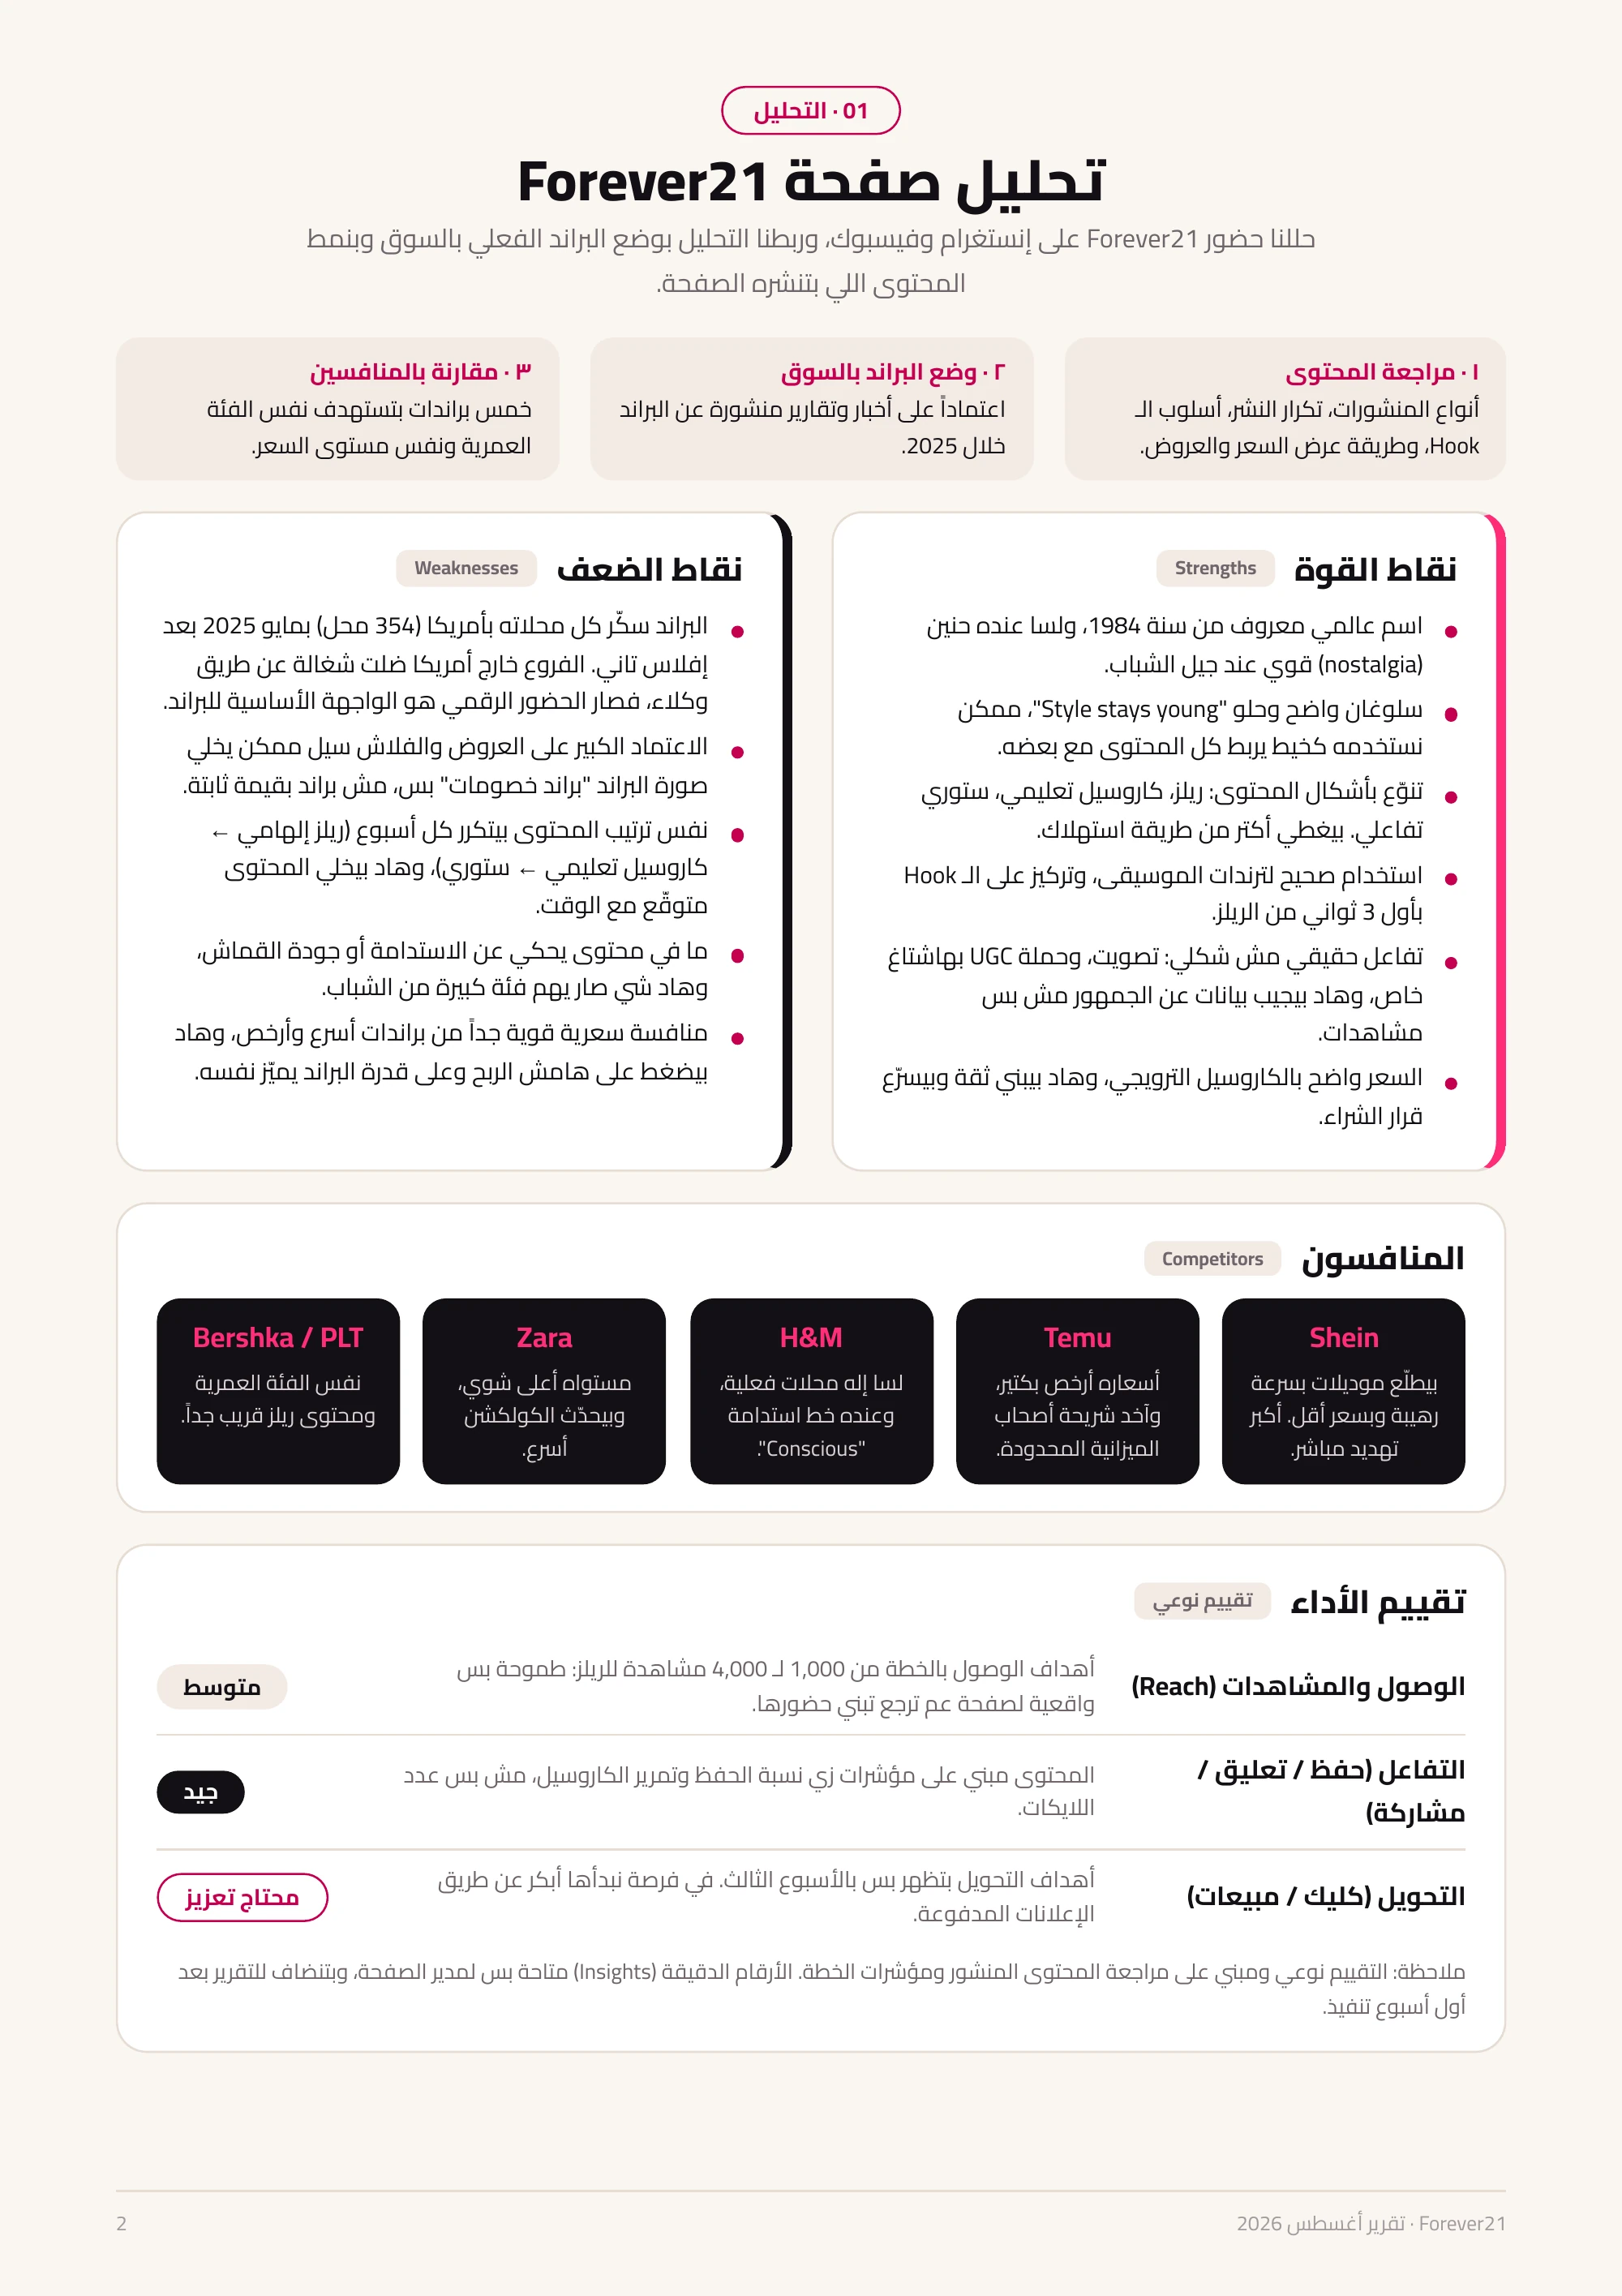 01 · التحليل
تحليل صفحة Forever21
حللنا حضور Forever21 على إنستغرام وفيسبوك، وربطنا التحليل بوضع البراند الفعلي بالسوق وبنمط
المحتوى اللي بتنشره الصفحة.
١ · مراجعة المحتوى
أنواع المنشورات، تكرار النشر، أسلوب الـ
Hook، وطريقة عرض السعر والعروض.
٢ · وضع البراند بالسوق
اعتماداً على أخبار وتقارير منشورة عن البراند
خلال 2025.
٣ · مقارنة بالمنافسين
خمس براندات بتستهدف نفس الفئة
العمرية ونفس مستوى السعر.
نقاط القوة Strengths
اسم عالمي معروف من سنة 1984، ولسا عنده حنين
(nostalgia) قوي عند جيل الشباب.
سلوغان واضح وحلو "Style stays young"، ممكن
نستخدمه كخيط يربط كل المحتوى مع بعضه.
تنوّع بأشكال المحتوى: ريلز، كاروسيل تعليمي، ستوري
تفاعلي. بيغطي أكتر من طريقة استهلاك.
استخدام صحيح لترندات الموسيقى، وتركيز على الـ Hook
بأول 3 ثواني من الريلز.
تفاعل حقيقي مش شكلي: تصويت، وحملة UGC بهاشتاغ
خاص، وهاد بيجيب بيانات عن الجمهور مش بس
مشاهدات.
السعر واضح بالكاروسيل الترويجي، وهاد بيبني ثقة وبيسرّع
قرار الشراء.
نقاط الضعف Weaknesses
البراند سكّر كل محلاته بأمريكا (354 محل) بمايو 2025 بعد
إفلاس تاني. الفروع خارج أمريكا ضلت شغالة عن طريق
وكلاء، فصار الحضور الرقمي هو الواجهة الأساسية للبراند.
الاعتماد الكبير على العروض والفلاش سيل ممكن يخلي
صورة البراند "براند خصومات" بس، مش براند بقيمة ثابتة.
نفس ترتيب المحتوى بيتكرر كل أسبوع (ريلز إلهامي ←
كاروسيل تعليمي ← ستوري)، وهاد بيخلي المحتوى
متوقّع مع الوقت.
ما في محتوى يحكي عن الاستدامة أو جودة القماش،
وهاد شي صار يهم فئة كبيرة من الشباب.
منافسة سعرية قوية جداً من براندات أسرع وأرخص، وهاد
بيضغط على هامش الربح وعلى قدرة البراند يميّز نفسه.
المنافسون Competitors
Shein
بيطلّع موديلات بسرعة
رهيبة وبسعر أقل. أكبر
تهديد مباشر.
Temu
أسعاره أرخص بكتير،
وآخد شريحة أصحاب
الميزانية المحدودة.
H&M
لسا إله محلات فعلية،
وعنده خط استدامة
"Conscious".
Zara
مستواه أعلى شوي،
وبيحدّث الكولكشن
أسرع.
Bershka / PLT
نفس الفئة العمرية
ومحتوى ريلز قريب جداً.
تقييم الأداء تقييم نوعي
الوصول والمشاهدات (Reach)
أهداف الوصول بالخطة من 1,000 لـ 4,000 مشاهدة للريلز: طموحة بس
واقعية لصفحة عم ترجع تبني حضورها.
متوسط
التفاعل (حفظ / تعليق /
مشاركة)
المحتوى مبني على مؤشرات زي نسبة الحفظ وتمرير الكاروسيل، مش بس عدد
اللايكات.
جيد
التحويل (كليك / مبيعات)
أهداف التحويل بتظهر بس بالأسبوع الثالث. في فرصة نبدأها أبكر عن طريق
الإعلانات المدفوعة.
محتاج تعزيز
ملاحظة: التقييم نوعي ومبني على مراجعة المحتوى المنشور ومؤشرات الخطة. الأرقام الدقيقة (Insights) متاحة بس لمدير الصفحة، وبتنضاف للتقرير بعد
أول أسبوع تنفيذ.
Forever21 · تقرير أغسطس 2026
2